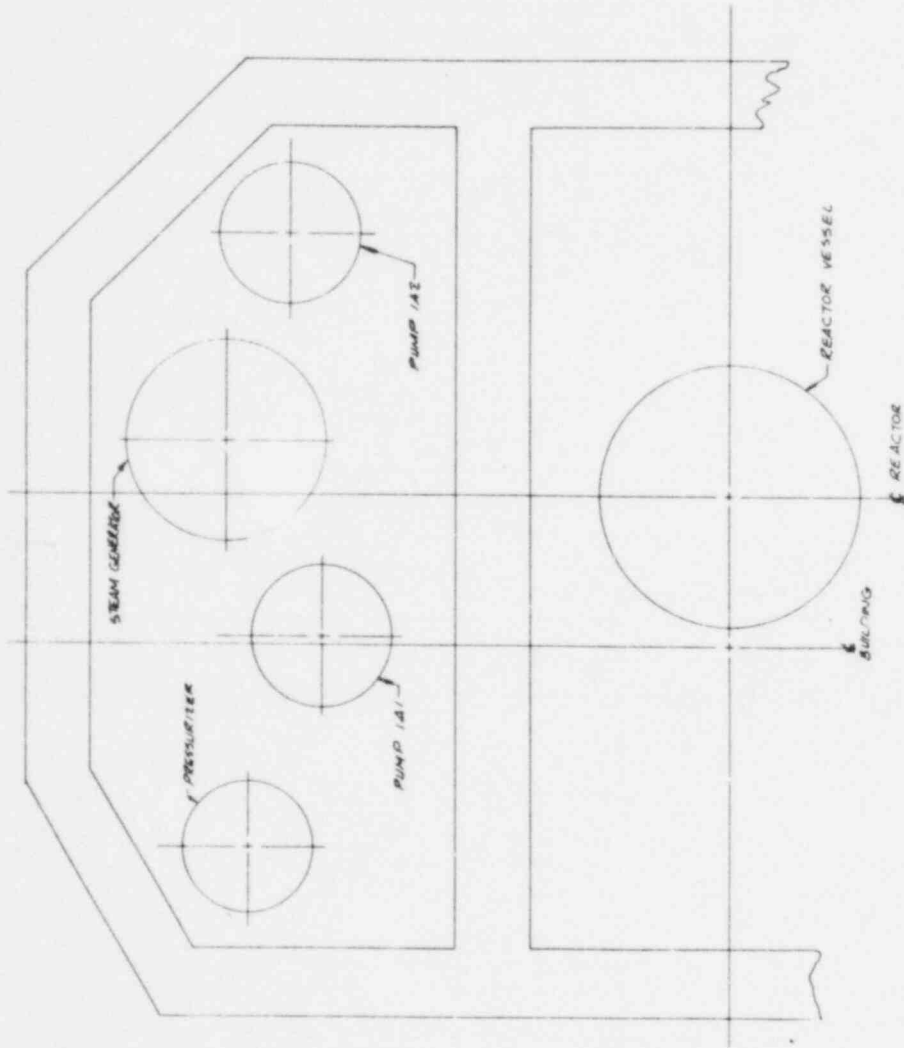 STEAM GENERATOR
PUMP 1A2
PRESSURIZER
PUMP 1A1
REACTOR VESSEL
℄ REACTOR
℄ BUILDING